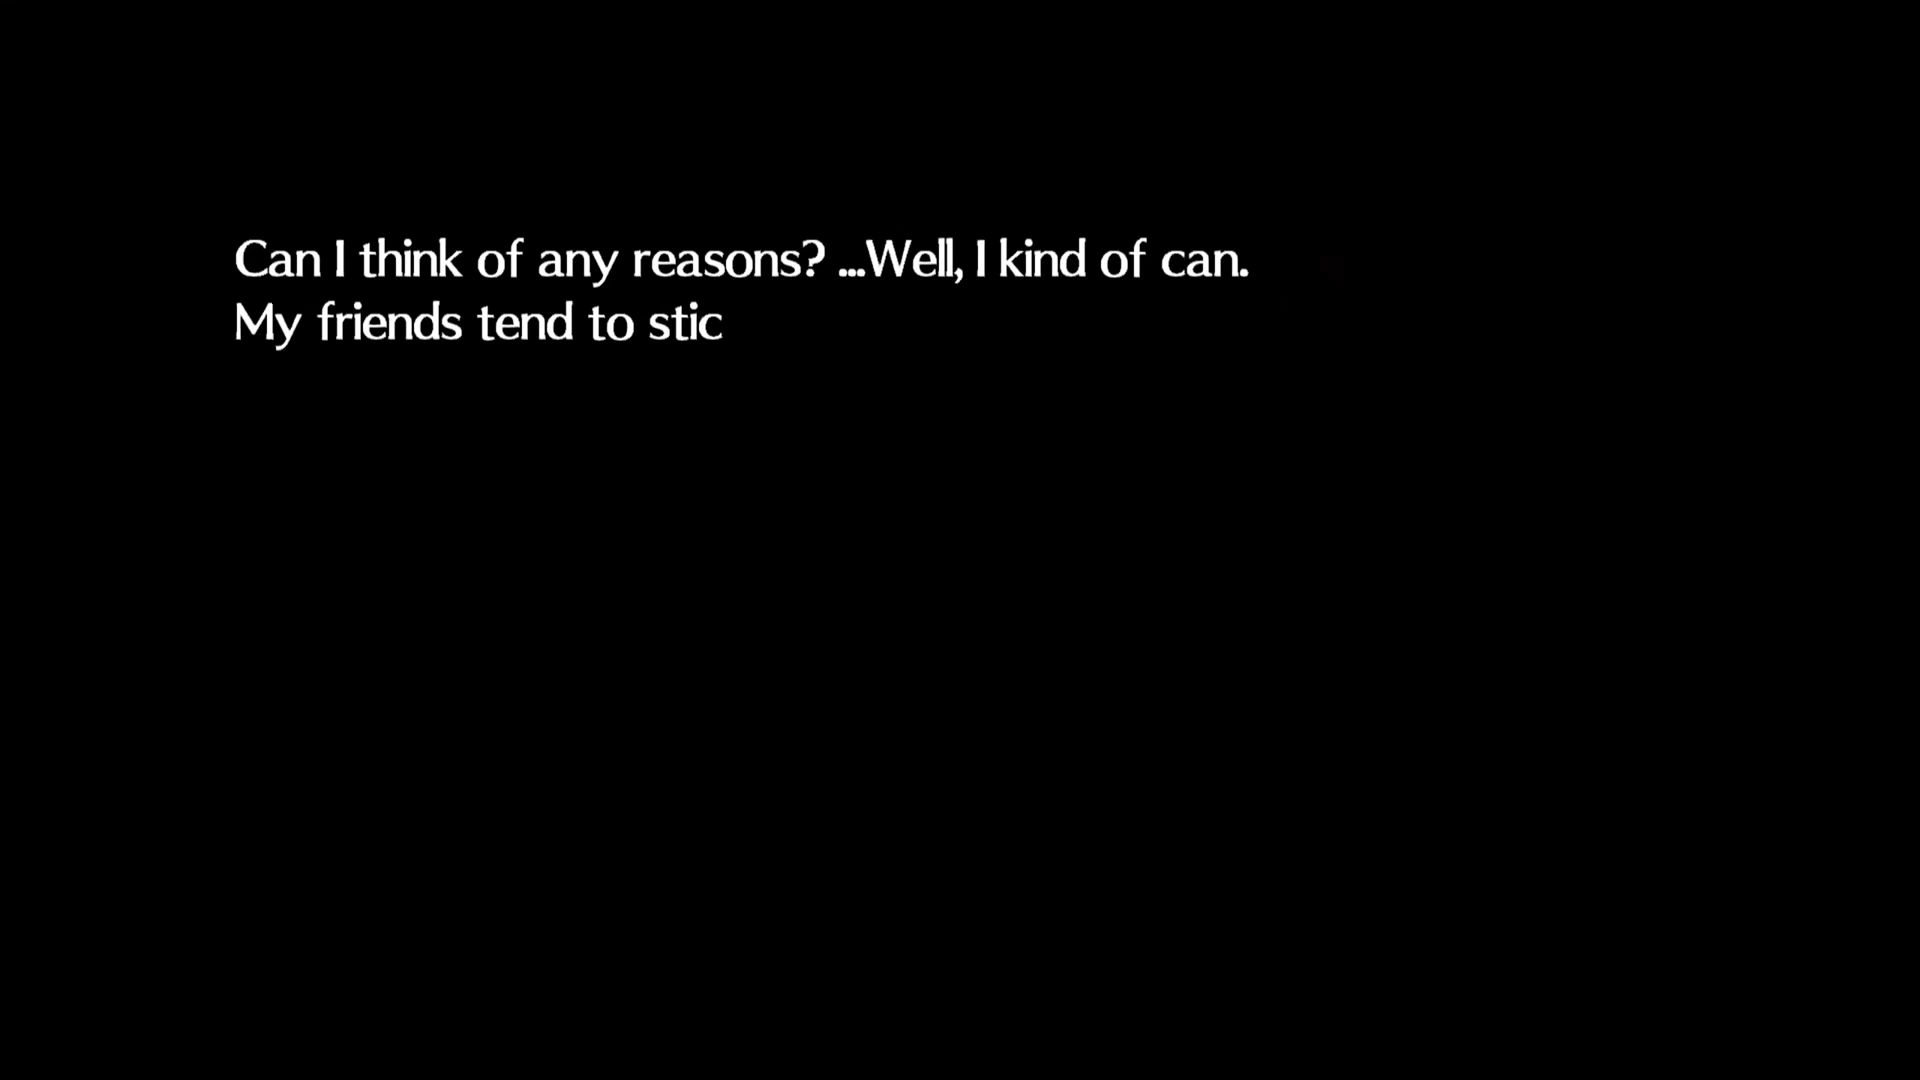 Can I think of any reasons? ...Well, I kind of can.
My friends tend to stic